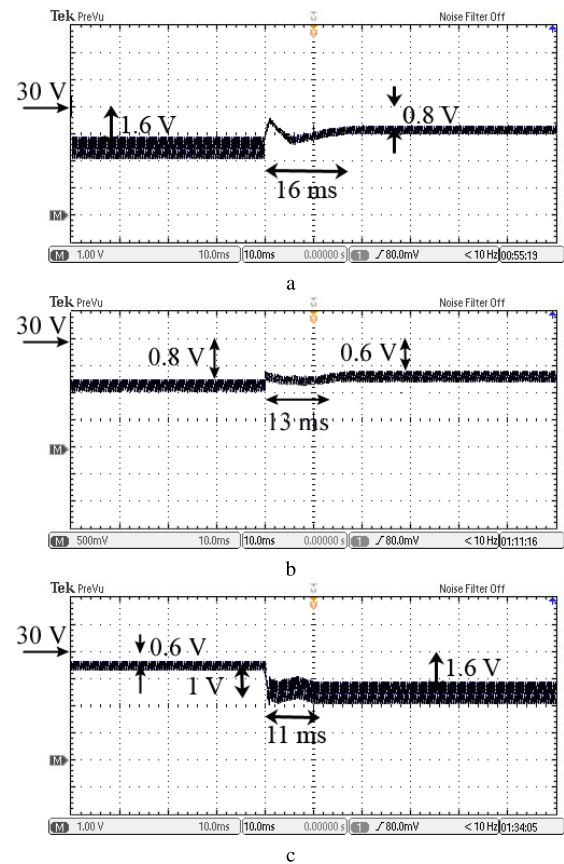 Tek PreVu
Noise Filter Off
30 V
1.6 V
0.8 V
16 ms
M
M 1.00 V 10.0ms 10.0ms 0.00000 s 1 80.0mV < 10 Hz 00:55:19
a
Tek PreVu
Noise Filter Off
30 V
0.8 V
0.6 V
13 ms
M
M 500mV 10.0ms 10.0ms 0.00000 s 1 80.0mV < 10 Hz 01:11:16
b
Tek PreVu
Noise Filter Off
30 V
0.6 V
1 V
1.6 V
11 ms
M
M 1.00 V 10.0ms 10.0ms 0.00000 s 1 80.0mV < 10 Hz 01:34:05
c